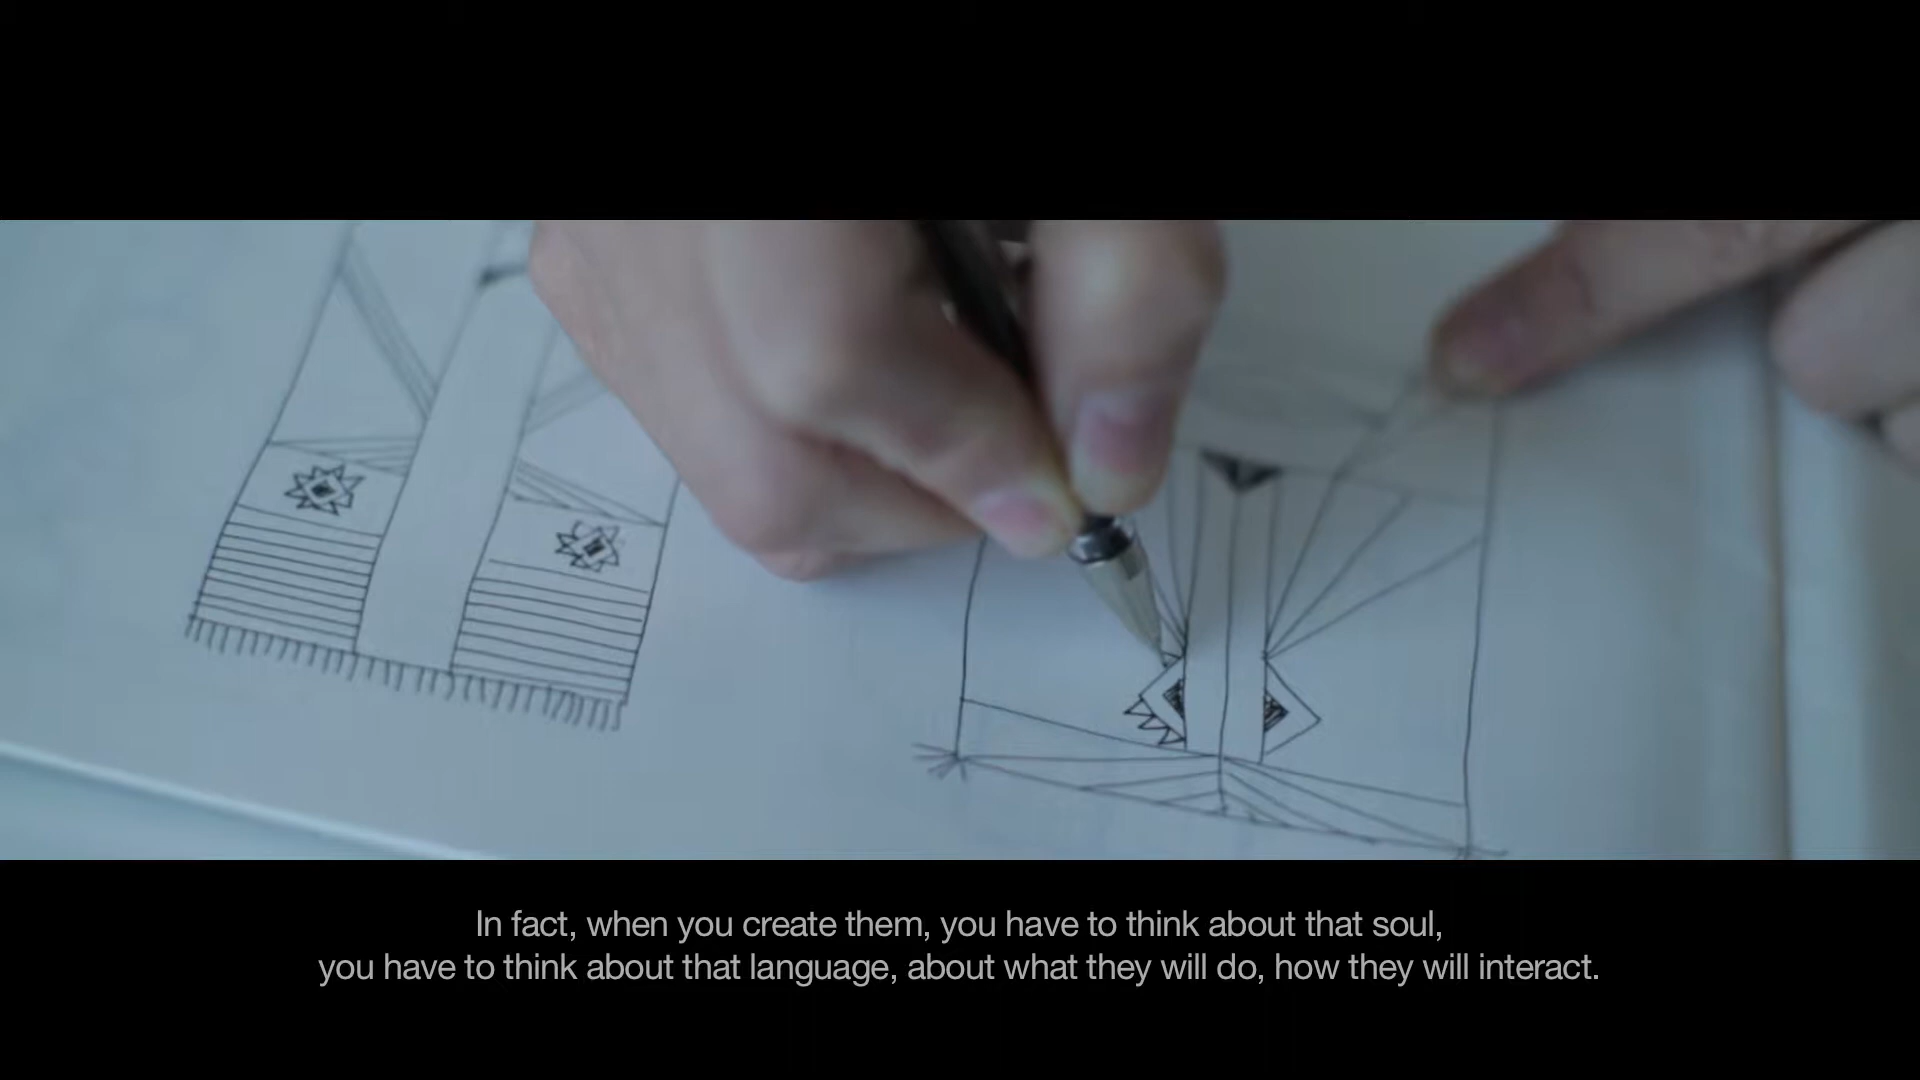 In fact, when you create them, you have to think about that soul,
you have to think about that language, about what they will do, how they will interact.